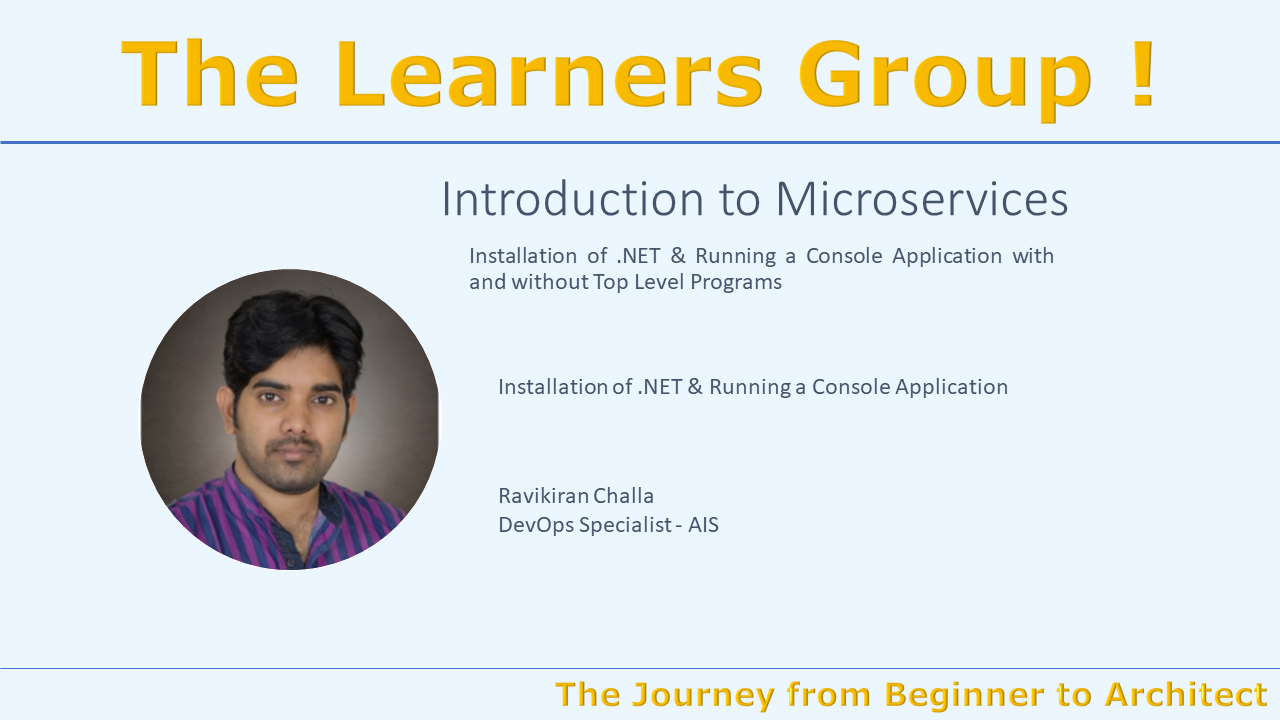 The Learners Group !
Introduction to Microservices
Installation of .NET & Running a Console Application with
and without Top Level Programs
Installation of .NET & Running a Console Application
Ravikiran Challa
DevOps Specialist - AIS
The Journey from Beginner to Architect